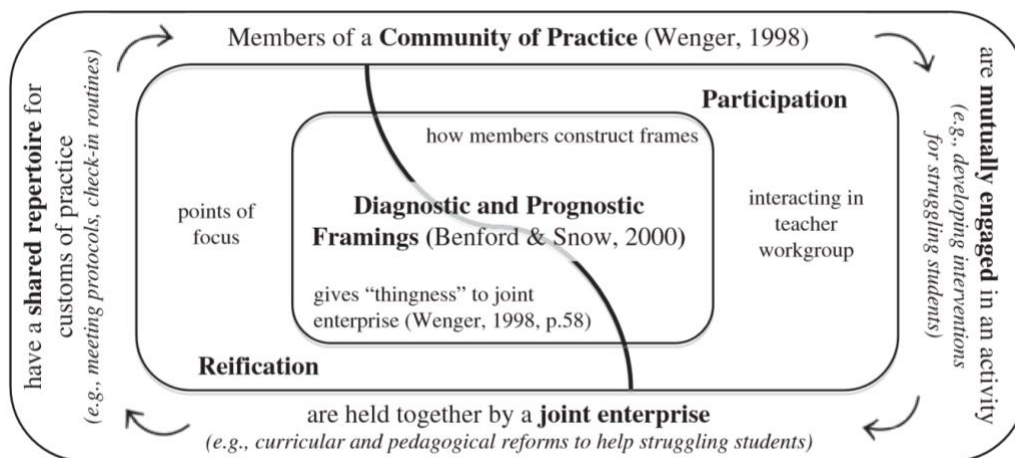 Members of a Community of Practice (Wenger, 1998)
are mutually engaged in an activity
(e.g., developing interventions
for struggling students)
are held together by a joint enterprise
(e.g., curricular and pedagogical reforms to help struggling students)
have a shared repertoire for
customs of practice
(e.g., meeting protocols, check-in routines)
Participation
how members construct frames
interacting in
teacher
workgroup
points of
focus
Diagnostic and Prognostic
Framings (Benford & Snow, 2000)
gives “thingness” to joint
enterprise (Wenger, 1998, p.58)
Reification